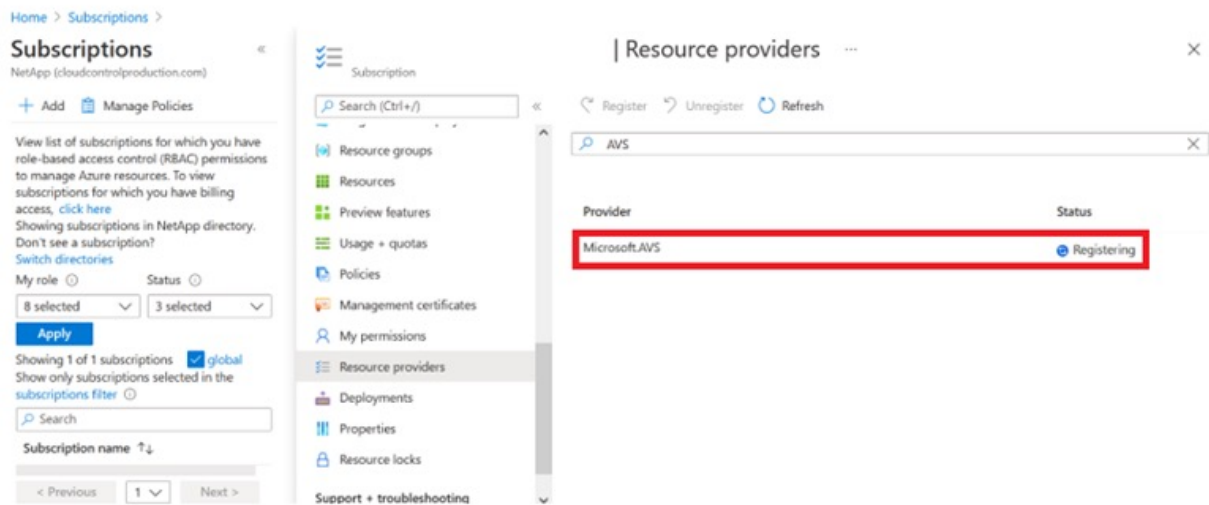 Home > Subscriptions >
Subscriptions
NetApp (cloudcontrolproduction.com)
+ Add Manage Policies
View list of subscriptions for which you have
role-based access control (RBAC) permissions
to manage Azure resources. To view
subscriptions for which you have billing
access, click here
Showing subscriptions in NetApp directory.
Don't see a subscription?
Switch directories
My role Status
8 selected 3 selected
Apply
Showing 1 of 1 subscriptions global
Show only subscriptions selected in the
subscriptions filter
Search
Subscription name ↑↓
< Previous 1 Next >
Subscription
Search (Ctrl+/)
Resource groups
Resources
Preview features
Usage + quotas
Policies
Management certificates
My permissions
Resource providers
Deployments
Properties
Resource locks
Support + troubleshooting
| Resource providers ...
Register Unregister Refresh
AVS
Provider Status
Microsoft.AVS Registering